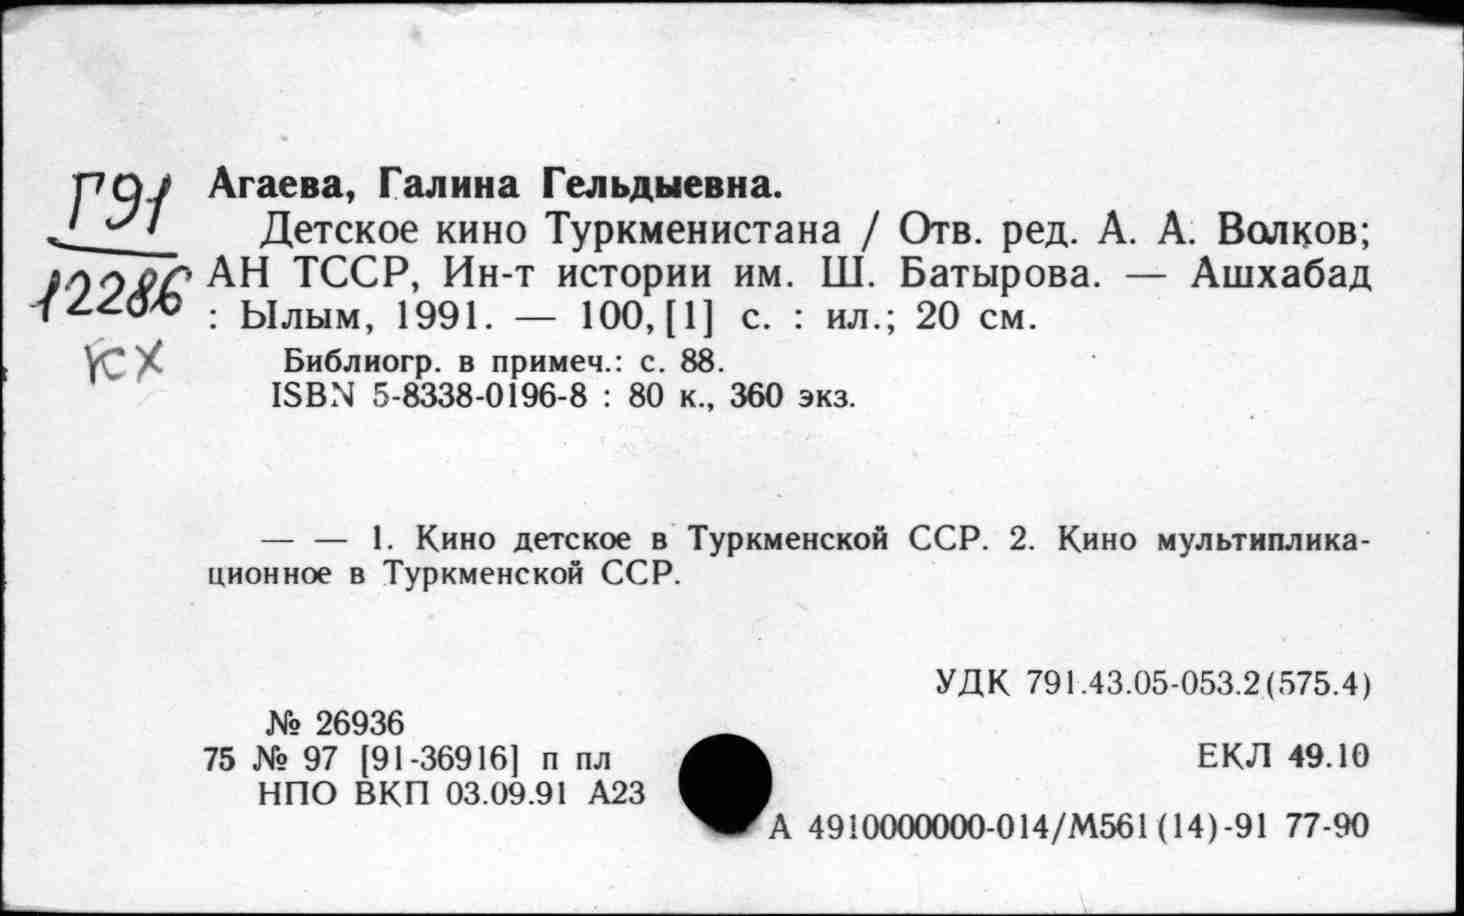 Г91
12286
КХ
Агаева, Галина Гельдыевна.
Детское кино Туркменистана / Отв. ред. А. А. Волков;
АН ТССР, Ин-т истории им. Ш. Батырова. — Ашхабад
: Ылым, 1991. — 100, [1] с. : ил.; 20 см.
Библиогр. в примеч.: с. 88.
ISBN 5-8338-0196-8 : 80 к., 360 экз.
— — 1. Кино детское в Туркменской ССР. 2. Кино мультиплика-
ционное в Туркменской ССР.
УДК 791.43.05-053.2(575.4)
№ 26936
75 № 97 [91-36916] п пл
ЕКЛ 49.10
НПО ВКП 03.09.91 А23
А 4910000000-014/М561(14)-91 77-90